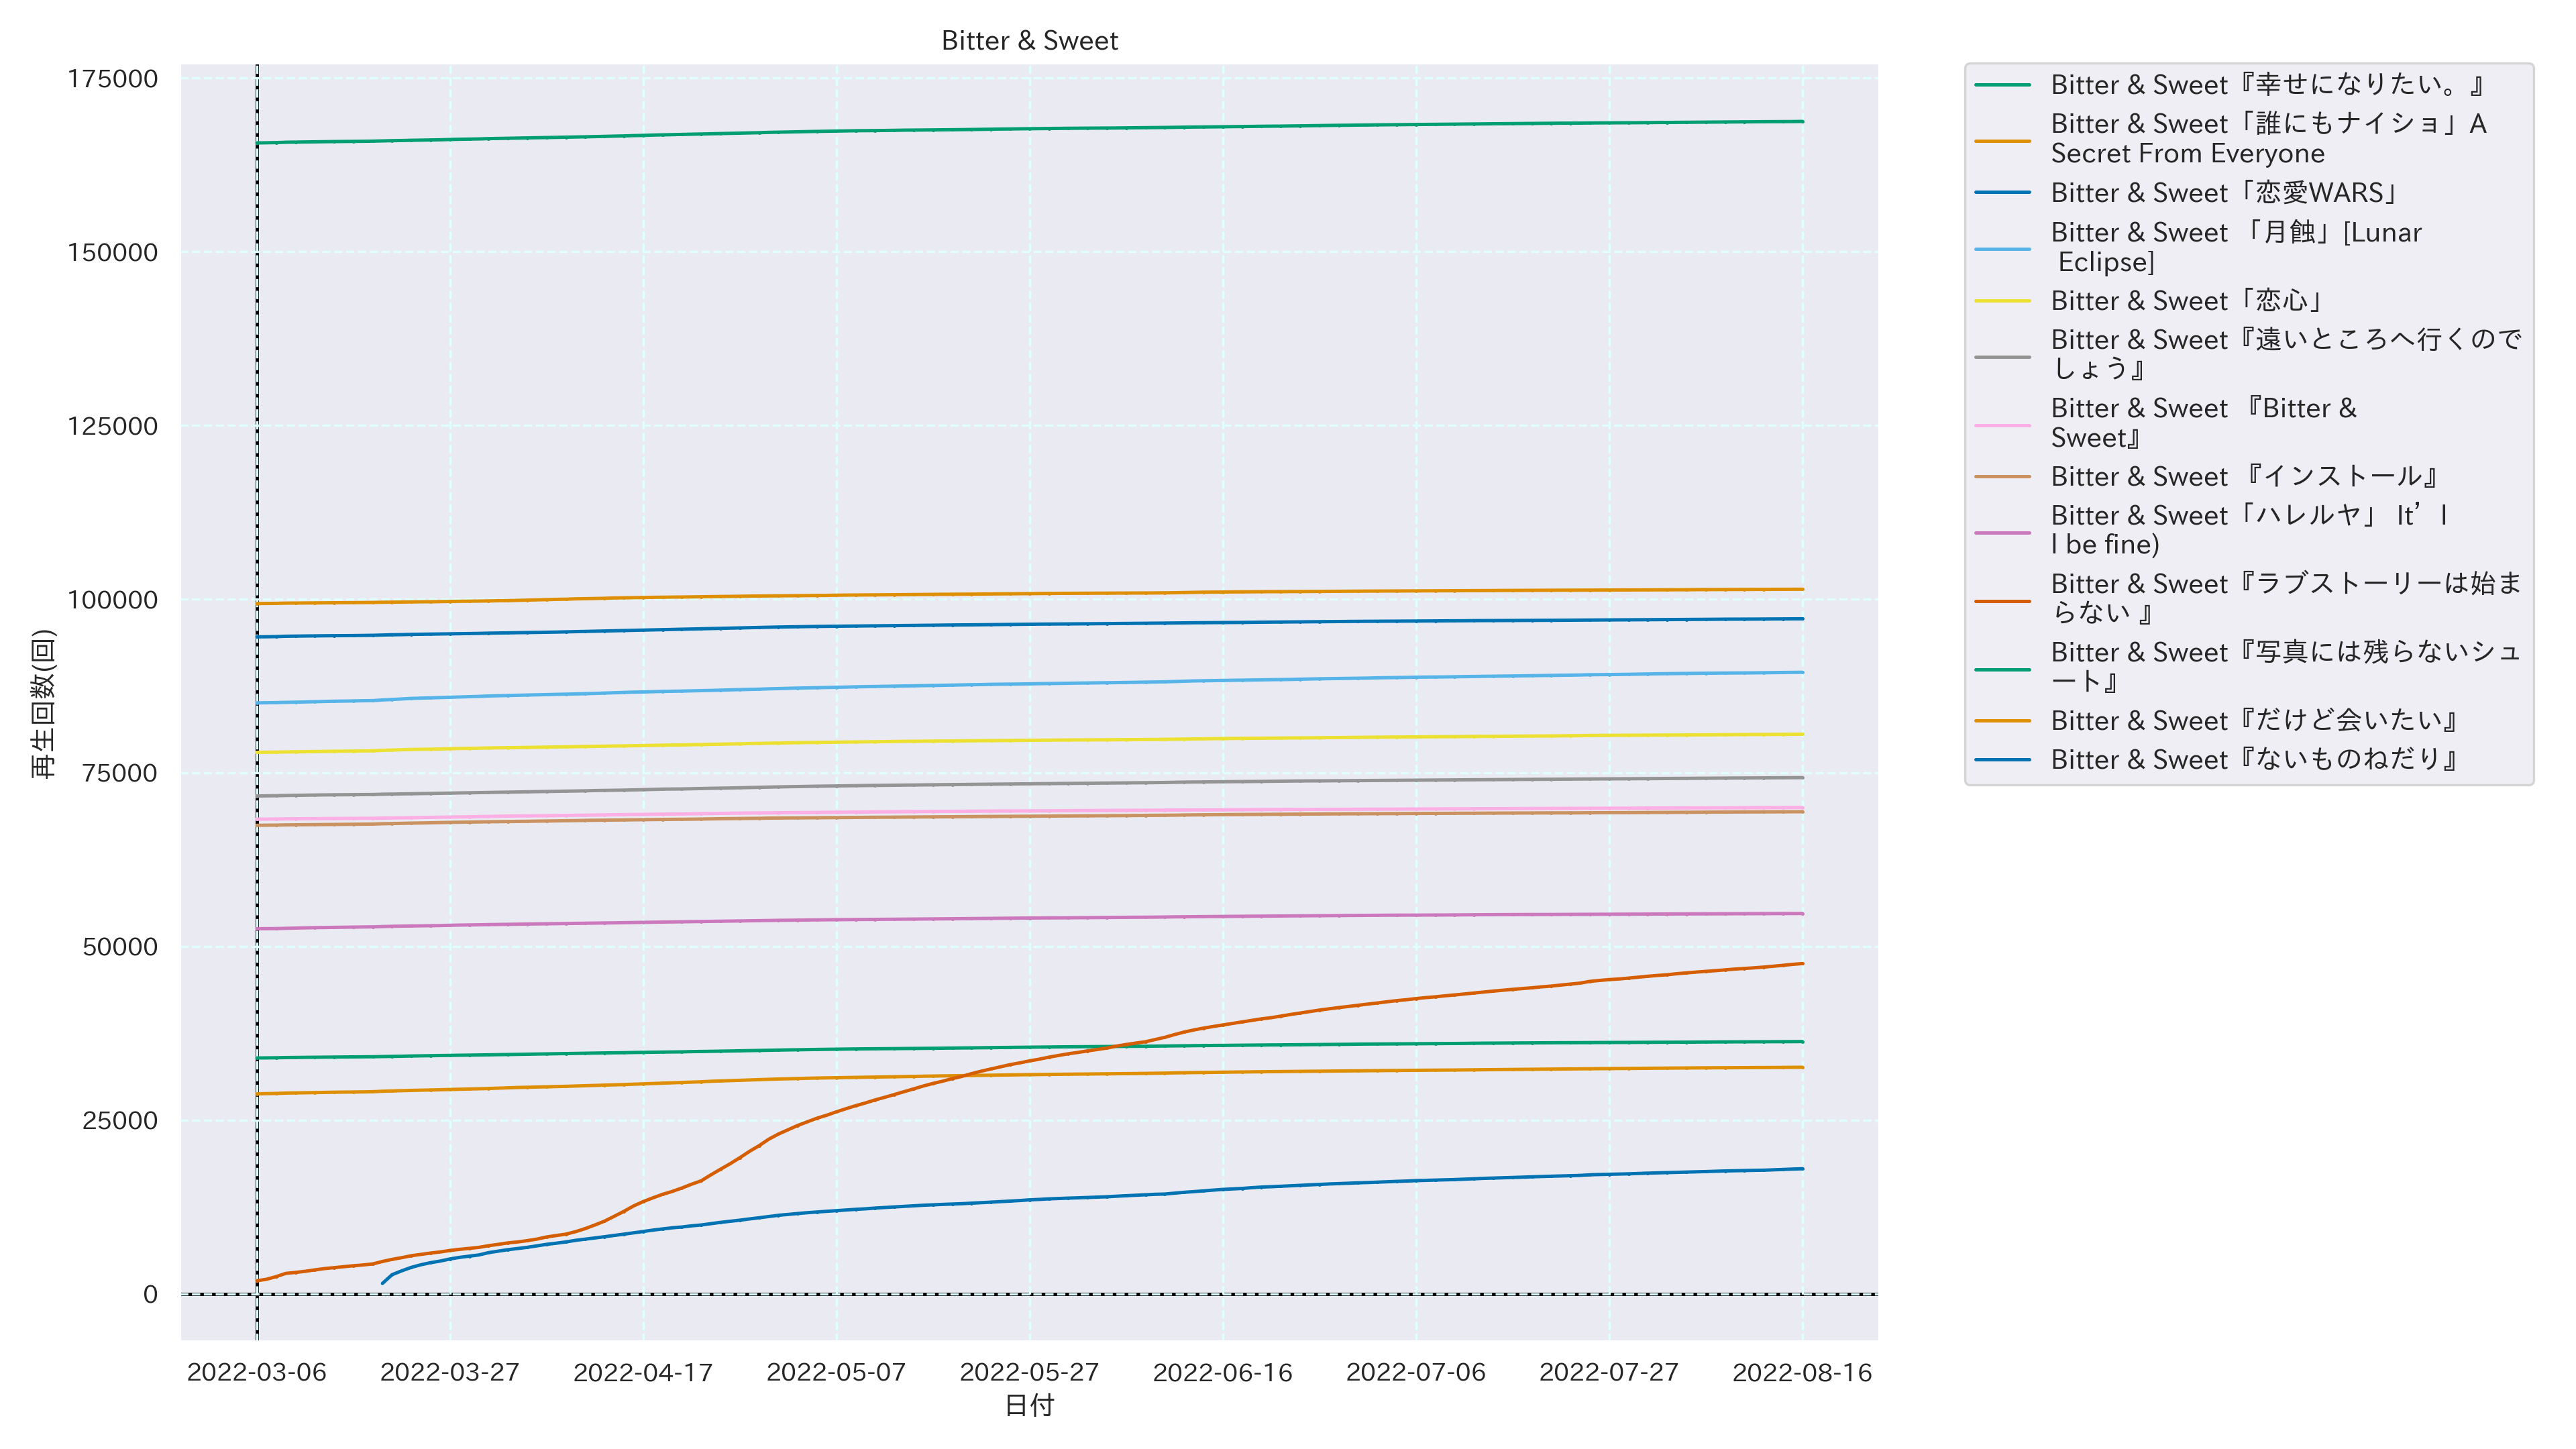 Bitter & Sweet
175000
150000
125000
100000
75000
50000
25000
0
再生回数(回)
2022-03-06
2022-03-27
2022-04-17
2022-05-07
2022-05-27
2022-06-16
2022-07-06
2022-07-27
2022-08-16
日付
Bitter & Sweet『幸せになりたい。』
Bitter & Sweet「誰にもナイショ」A
Secret From Everyone
Bitter & Sweet「恋愛WARS」
Bitter & Sweet 「月蝕」[Lunar
Eclipse]
Bitter & Sweet「恋心」
Bitter & Sweet『遠いところへ行くので
しょう』
Bitter & Sweet 『Bitter &
Sweet』
Bitter & Sweet 『インストール』
Bitter & Sweet「ハレルヤ」 It’l
l be fine)
Bitter & Sweet『ラブストーリーは始ま
らない 』
Bitter & Sweet『写真には残らないシュ
ート』
Bitter & Sweet『だけど会いたい』
Bitter & Sweet『ないものねだり』